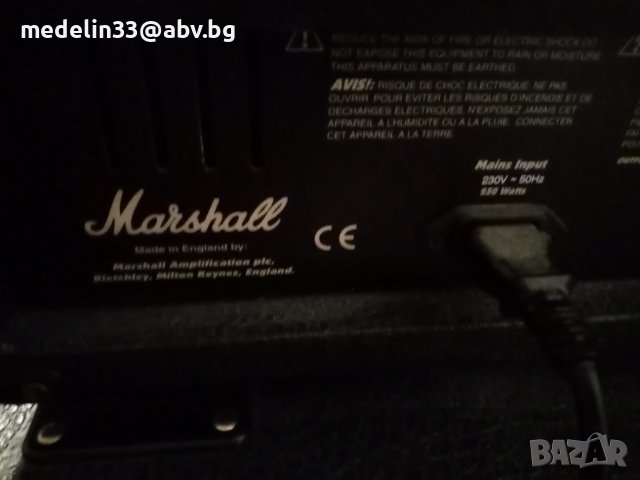 medelin33@abv.bg
REDUCE THE RISK OF FIRE OR ELECTRIC SHOCK DO
NOT EXPOSE THIS EQUIPMENT TO RAIN OR MOISTURE
THIS APPARATUS MUST BE EARTHED.
AVIS!: RISQUE DE CHOC ELECTRIQUE NE PAS
OUVRIR. POUR EVITER LES RISQUES D'INCENDIE ET DE
DECHARGES ELECTRIQUES, N'EXPOSEZ JAMAIS CET
APPAREIL A L'HUMIDITE OU A LA PLUIE. CONNECTER
CET APPAREIL A LA TERRE.
Mains Input
230V ~ 50Hz
Watts
Marshall
Made in England by:
Marshall Amplification plc,
Bletchley, Milton Keynes, England.
CE
BAZAR